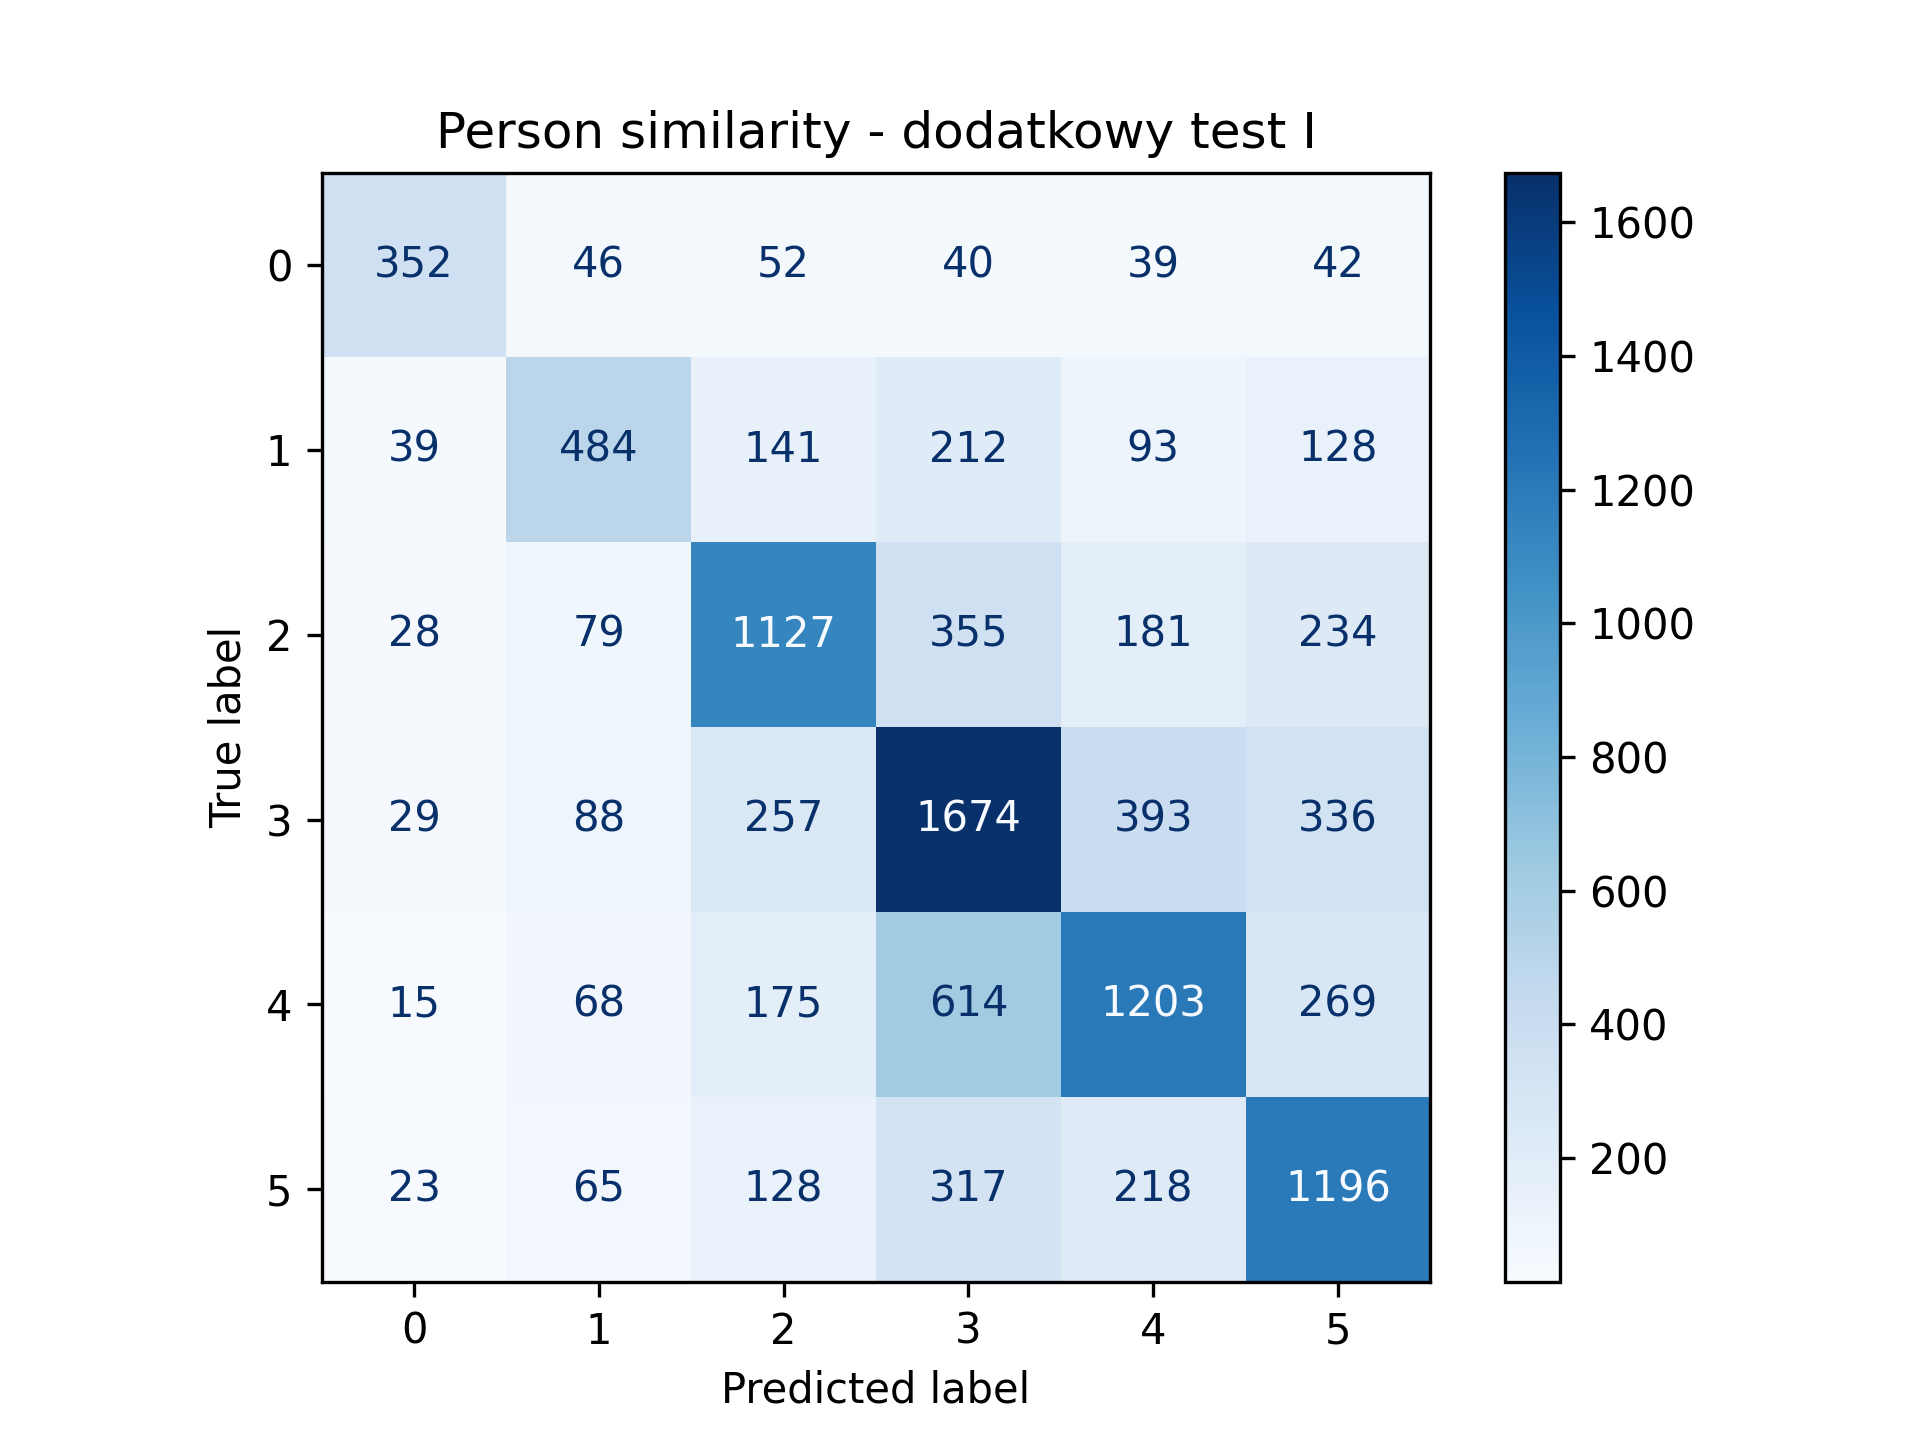 Person similarity - dodatkowy test I
0 352 46 52 40 39 42
1 39 484 141 212 93 128
2 28 79 1127 355 181 234
3 29 88 257 1674 393 336
4 15 68 175 614 1203 269
5 23 65 128 317 218 1196
0 1 2 3 4 5
True label
Predicted label
1600
1400
1200
1000
800
600
400
200